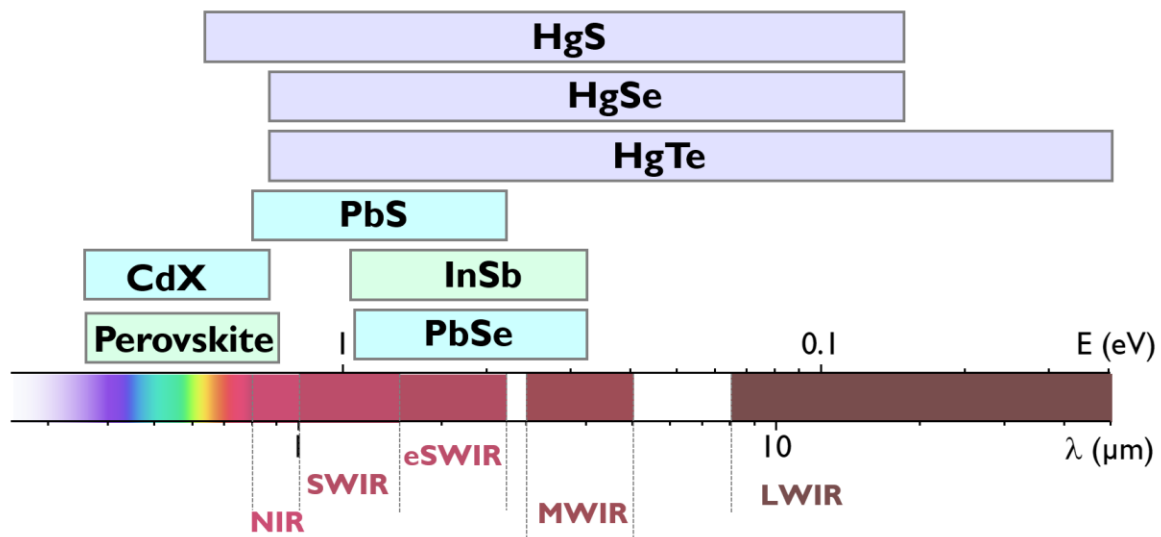 HgS
HgSe
HgTe
PbS
CdX
InSb
Perovskite
PbSe
1
0.1
E (eV)
1
10
λ (μm)
eSWIR
SWIR
LWIR
MWIR
NIR